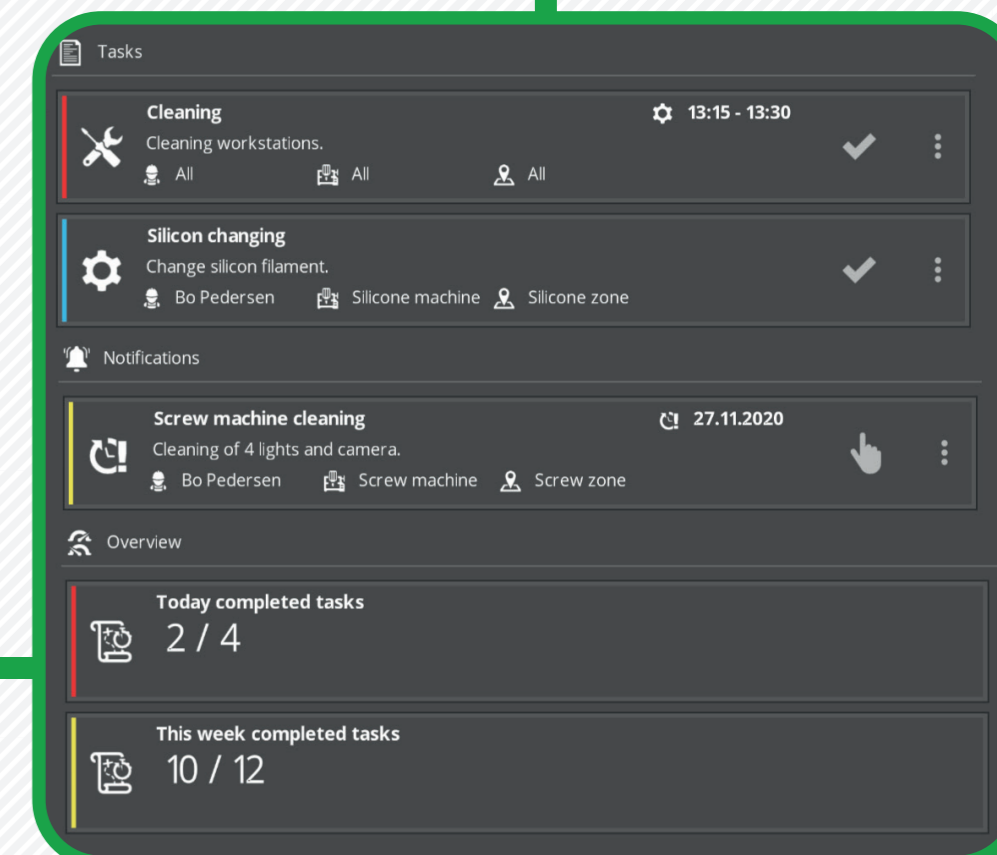 Tasks
Cleaning 13:15 - 13:30
Cleaning workstations.
All All All
Silicon changing
Change silicon filament.
Bo Pedersen Silicone machine Silicone zone
Notifications
Screw machine cleaning 27.11.2020
Cleaning of 4 lights and camera.
Bo Pedersen Screw machine Screw zone
Overview
Today completed tasks
2 / 4
This week completed tasks
10 / 12